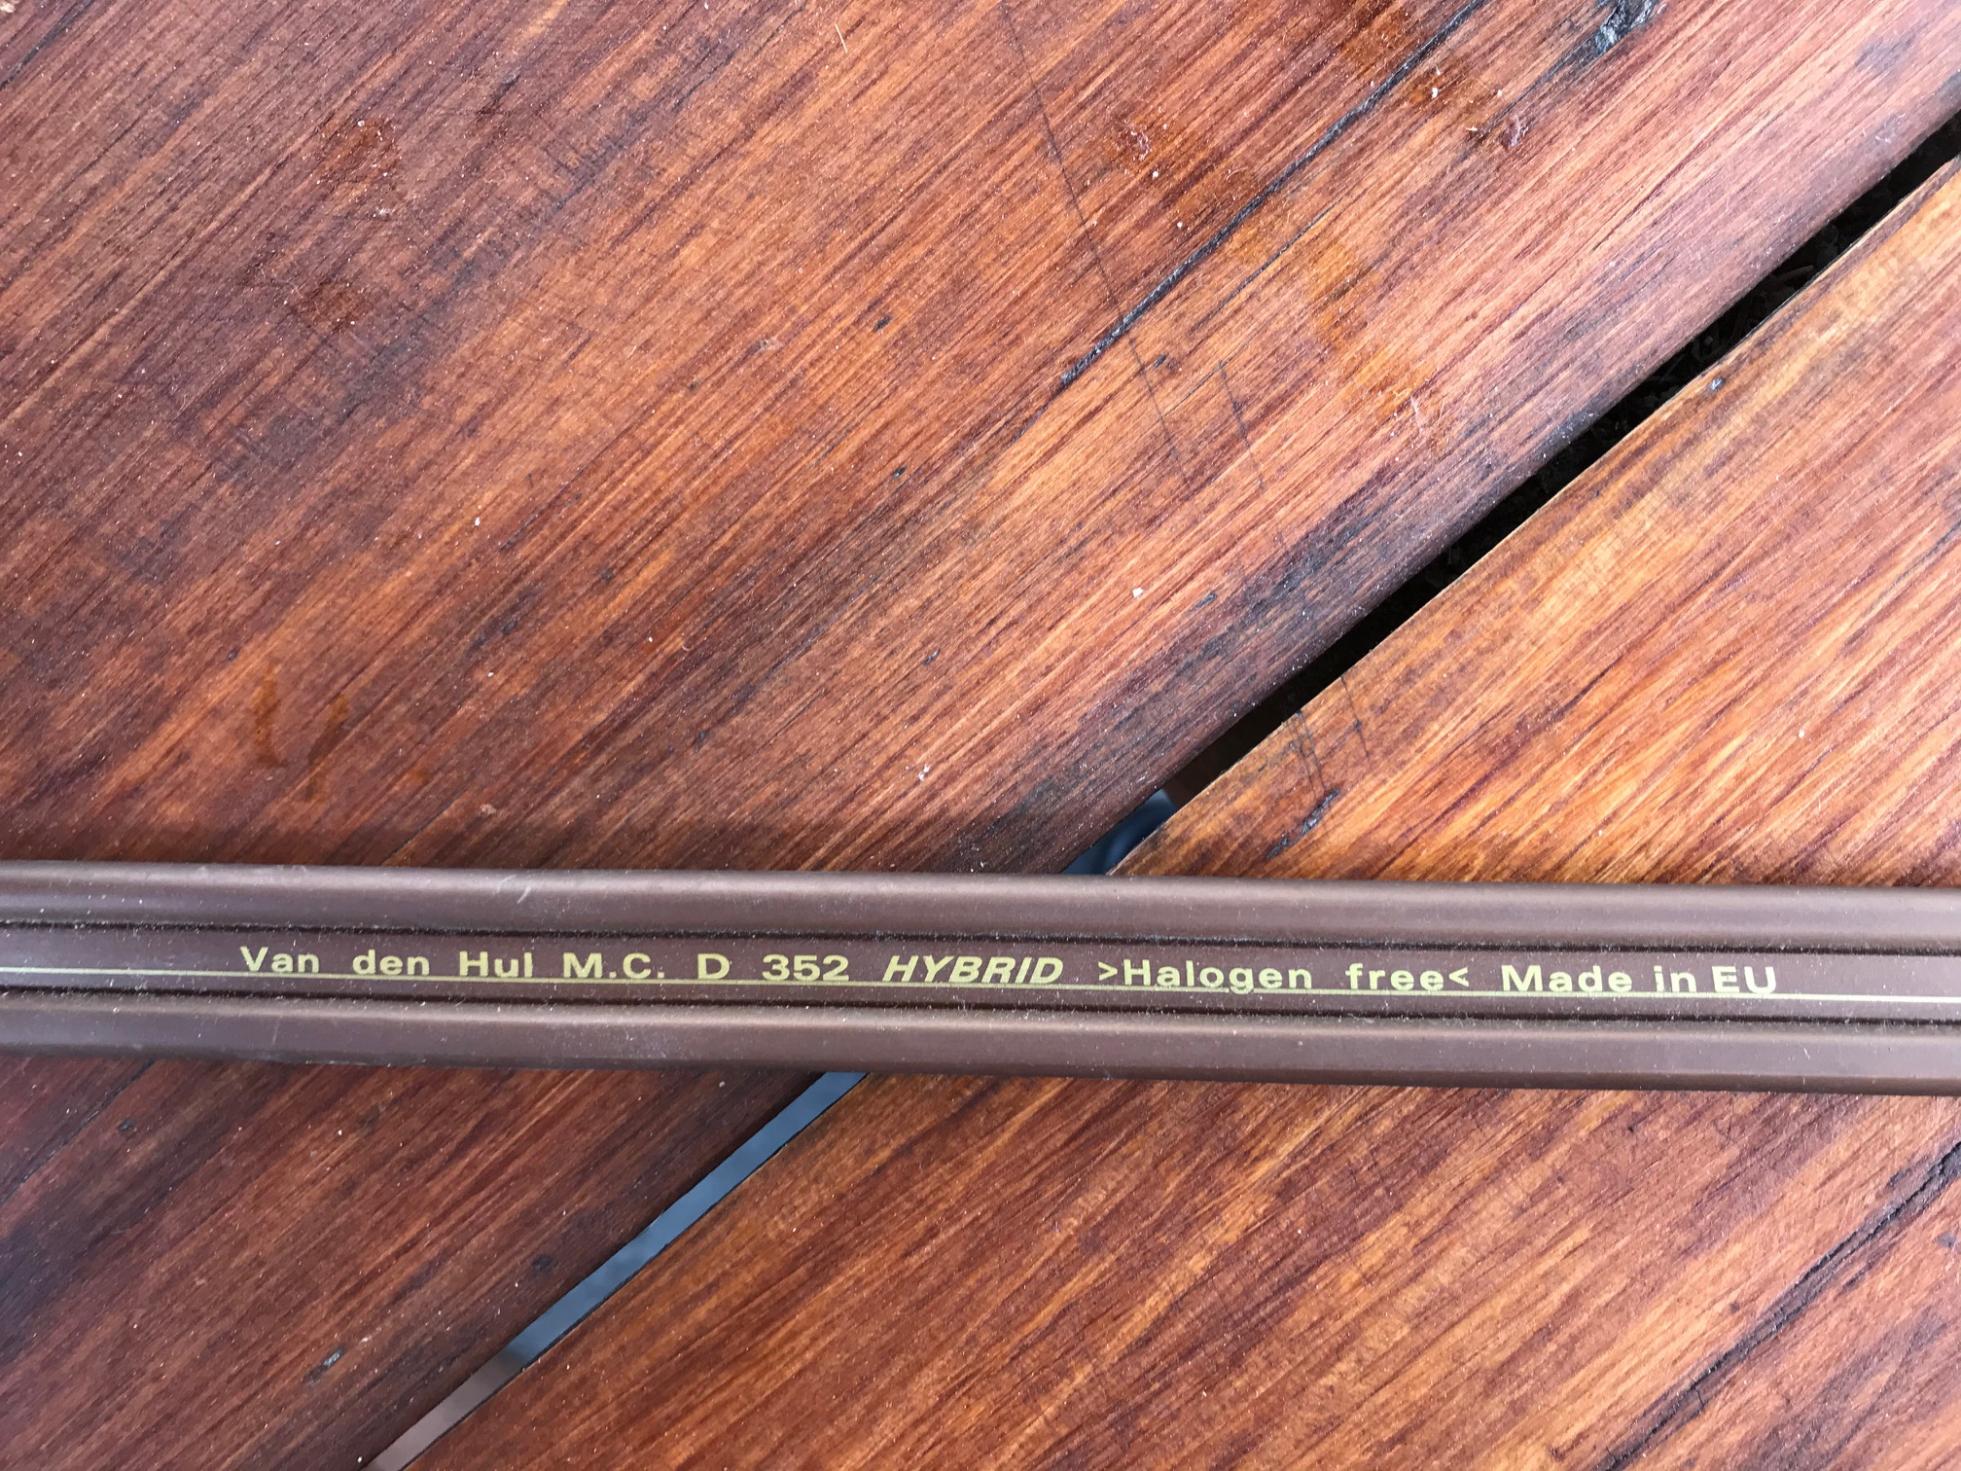 Van den Hul M.C. D 352 HYBRID >Halogen free< Made in EU